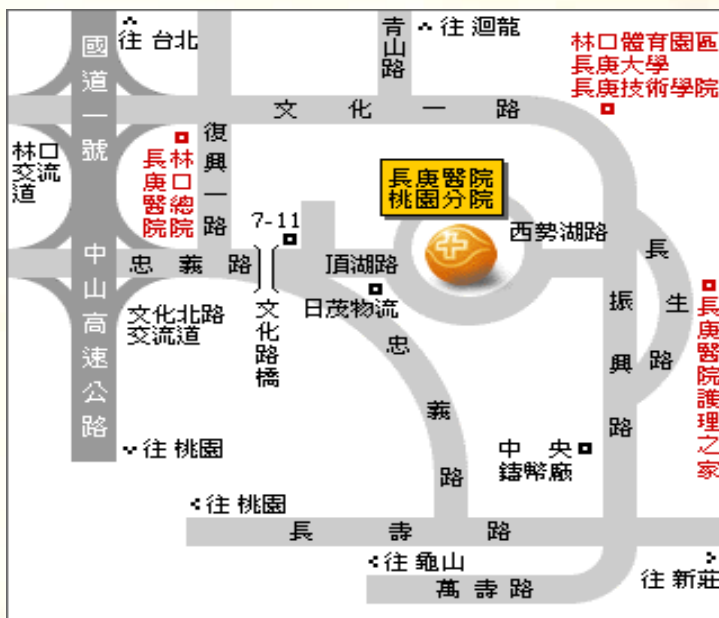 往 台北
青山路
往 迴龍
林口體育園區
長庚大學
長庚技術學院
國道一號
文化一路
林口
交流
道
林口總院
長庚醫院
復興一路
長庚醫院
桃園分院
7-11
西勢湖路
長生路
中山高速公路
忠義路
頂湖路
文化北路
交流道
文化路橋
日茂物流
振興路
長庚醫院護理之家
忠義路
往 桃園
中央
鑄幣廠
往 桃園
長壽路
往 龜山
往 新莊
萬壽路